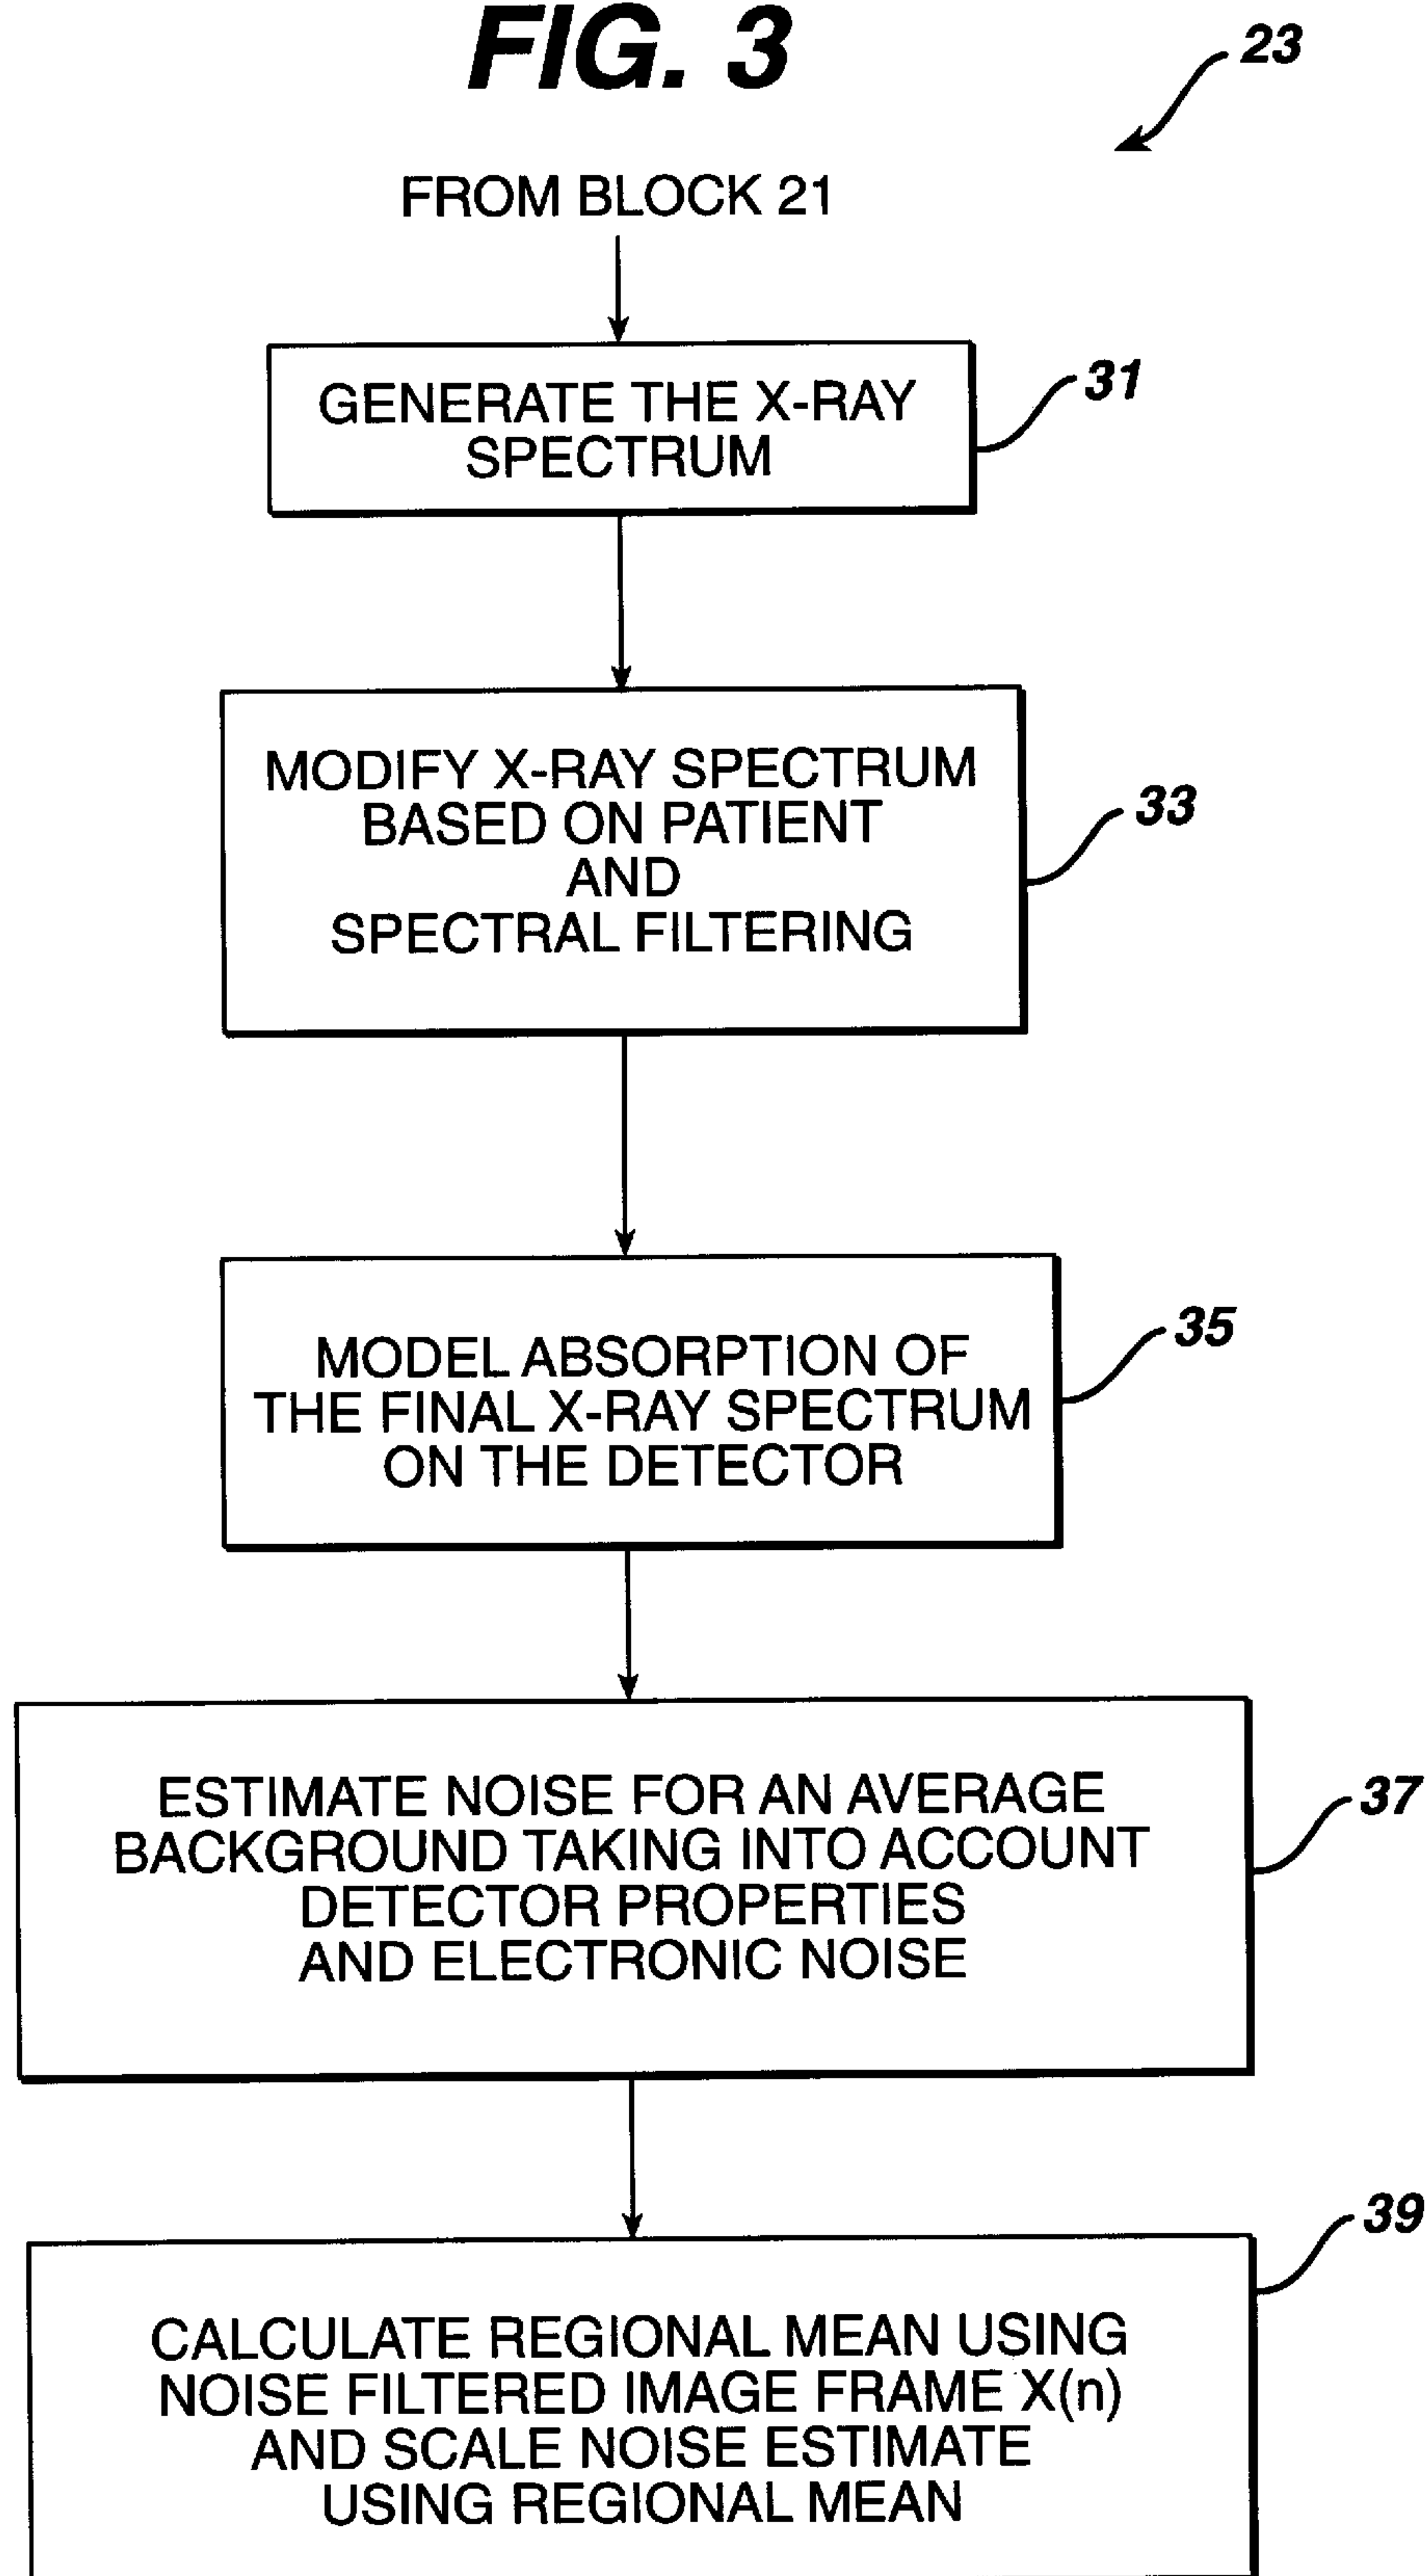 FIG. 3
23
FROM BLOCK 21
GENERATE THE X-RAY
SPECTRUM
31
MODIFY X-RAY SPECTRUM
BASED ON PATIENT
AND
SPECTRAL FILTERING
33
MODEL ABSORPTION OF
THE FINAL X-RAY SPECTRUM
ON THE DETECTOR
35
ESTIMATE NOISE FOR AN AVERAGE
BACKGROUND TAKING INTO ACCOUNT
DETECTOR PROPERTIES
AND ELECTRONIC NOISE
37
CALCULATE REGIONAL MEAN USING
NOISE FILTERED IMAGE FRAME X(n)
AND SCALE NOISE ESTIMATE
USING REGIONAL MEAN
39